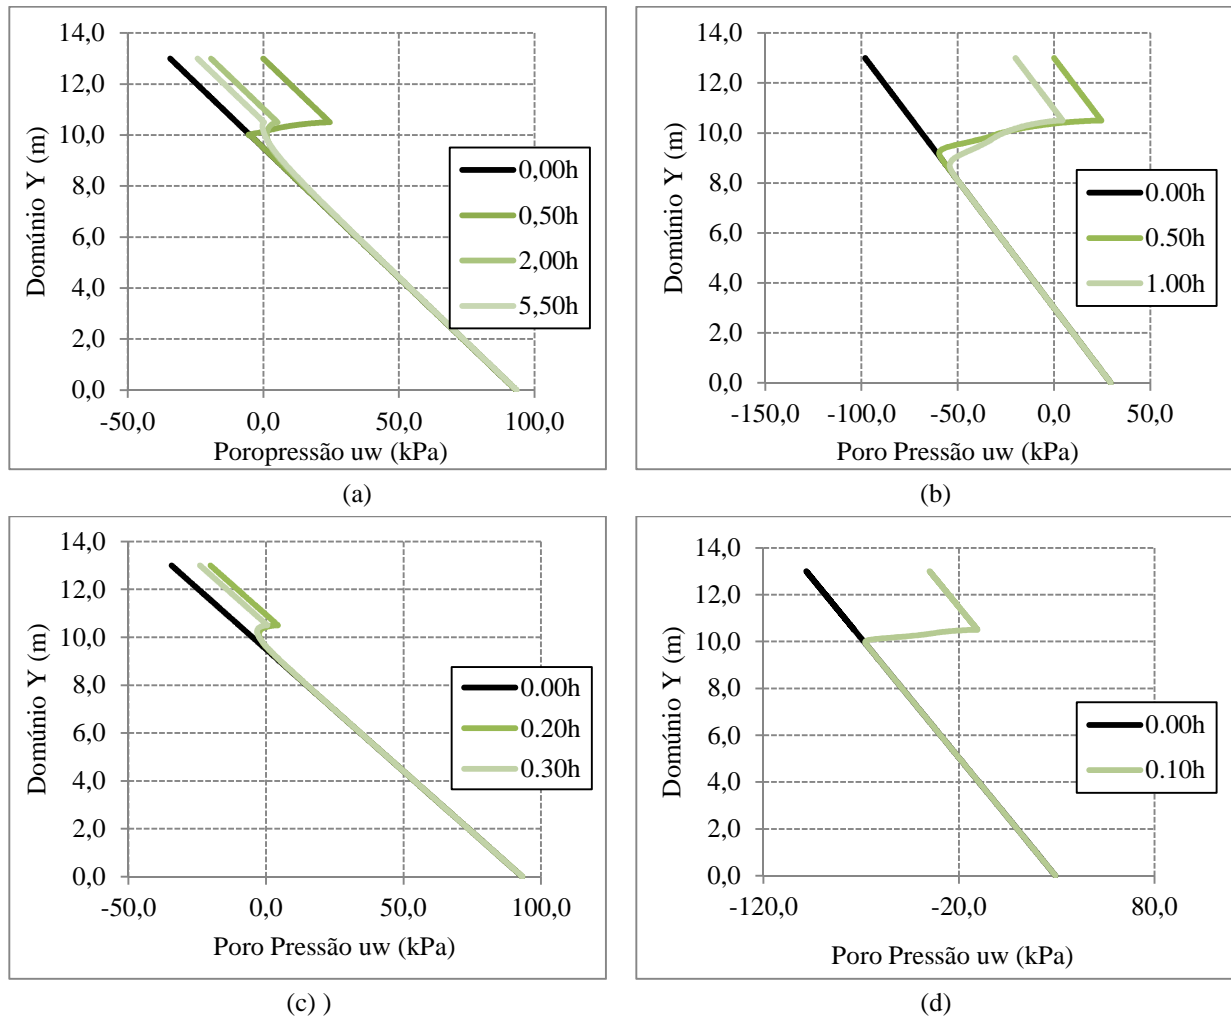 14,0
12,0
10,0
8,0
6,0
4,0
2,0
0,0
-50,0 0,0 50,0 100,0
Domúnio Y (m)
Poropressão uw (kPa)
0,00h
0,50h
2,00h
5,50h
(a)
14,0
12,0
10,0
8,0
6,0
4,0
2,0
0,0
-150,0 -100,0 -50,0 0,0 50,0
Domúnio Y (m)
Poro Pressão uw (kPa)
0.00h
0.50h
1.00h
(b)
14,0
12,0
10,0
8,0
6,0
4,0
2,0
0,0
-50,0 0,0 50,0 100,0
Domúnio Y (m)
Poro Pressão uw (kPa)
0.00h
0.20h
0.30h
(c) )
14,0
12,0
10,0
8,0
6,0
4,0
2,0
0,0
-120,0 -20,0 80,0
Domúnio Y (m)
Poro Pressão uw (kPa)
0.00h
0.10h
(d)